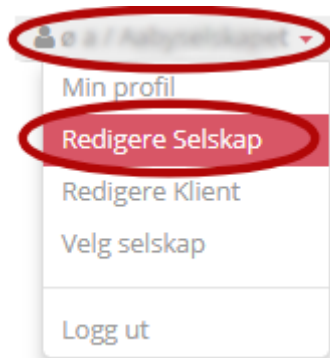 Min profil
Redigere Selskap
Redigere Klient
Velg selskap
Logg ut